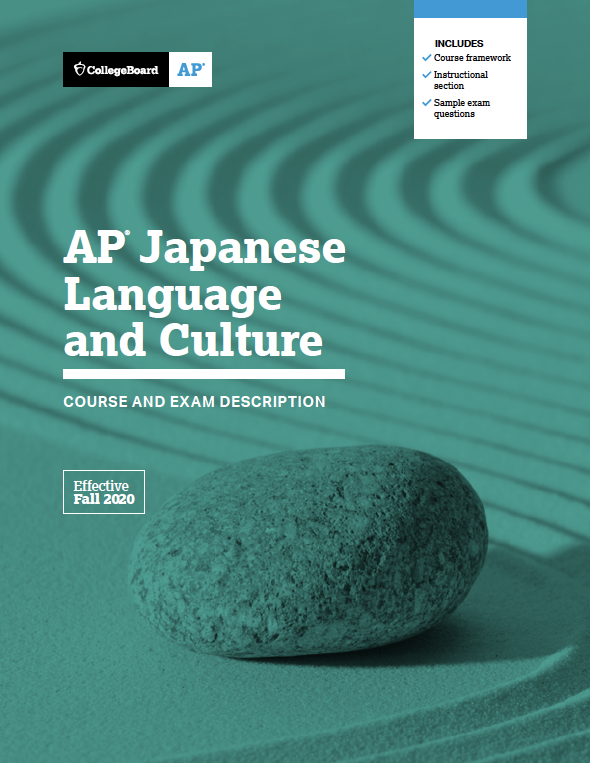 CollegeBoard AP®
INCLUDES
Course framework
Instructional
section
Sample exam
questions
AP® Japanese
Language
and Culture
COURSE AND EXAM DESCRIPTION
Effective
Fall 2020